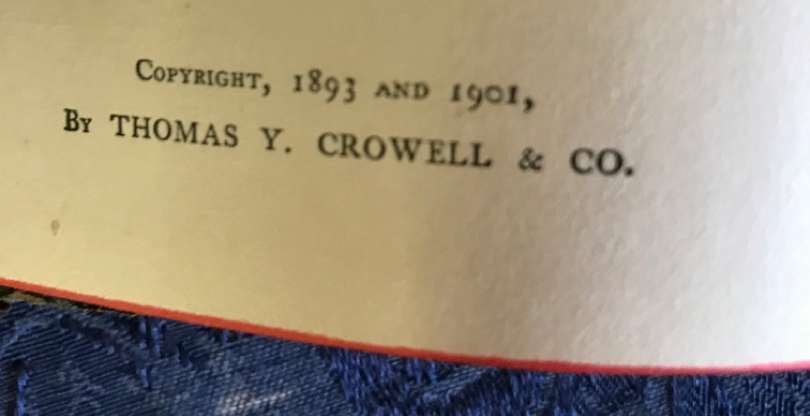 Copyright, 1893 and 1901,
By THOMAS Y. CROWELL & CO.